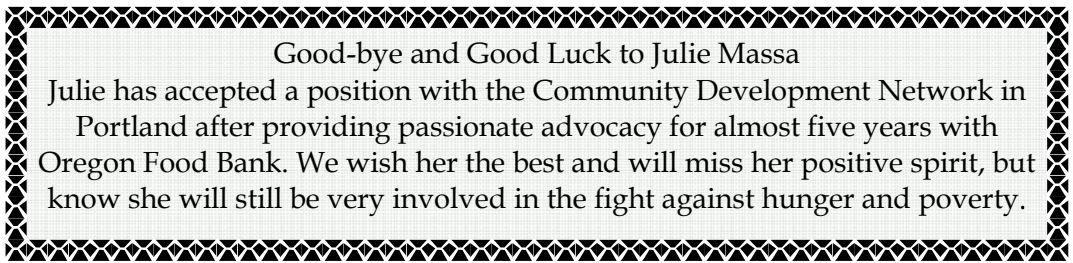 Good-bye and Good Luck to Julie Massa
Julie has accepted a position with the Community Development Network in
Portland after providing passionate advocacy for almost five years with
Oregon Food Bank. We wish her the best and will miss her positive spirit, but
know she will still be very involved in the fight against hunger and poverty.